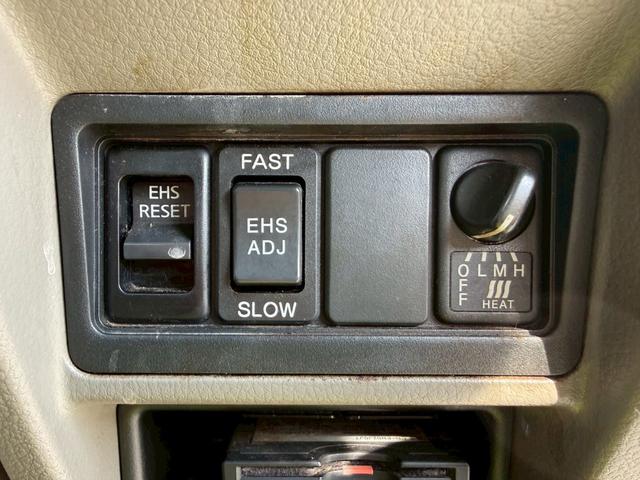 EHS
RESET
FAST
EHS
ADJ
SLOW
O L M H
F
F
HEAT